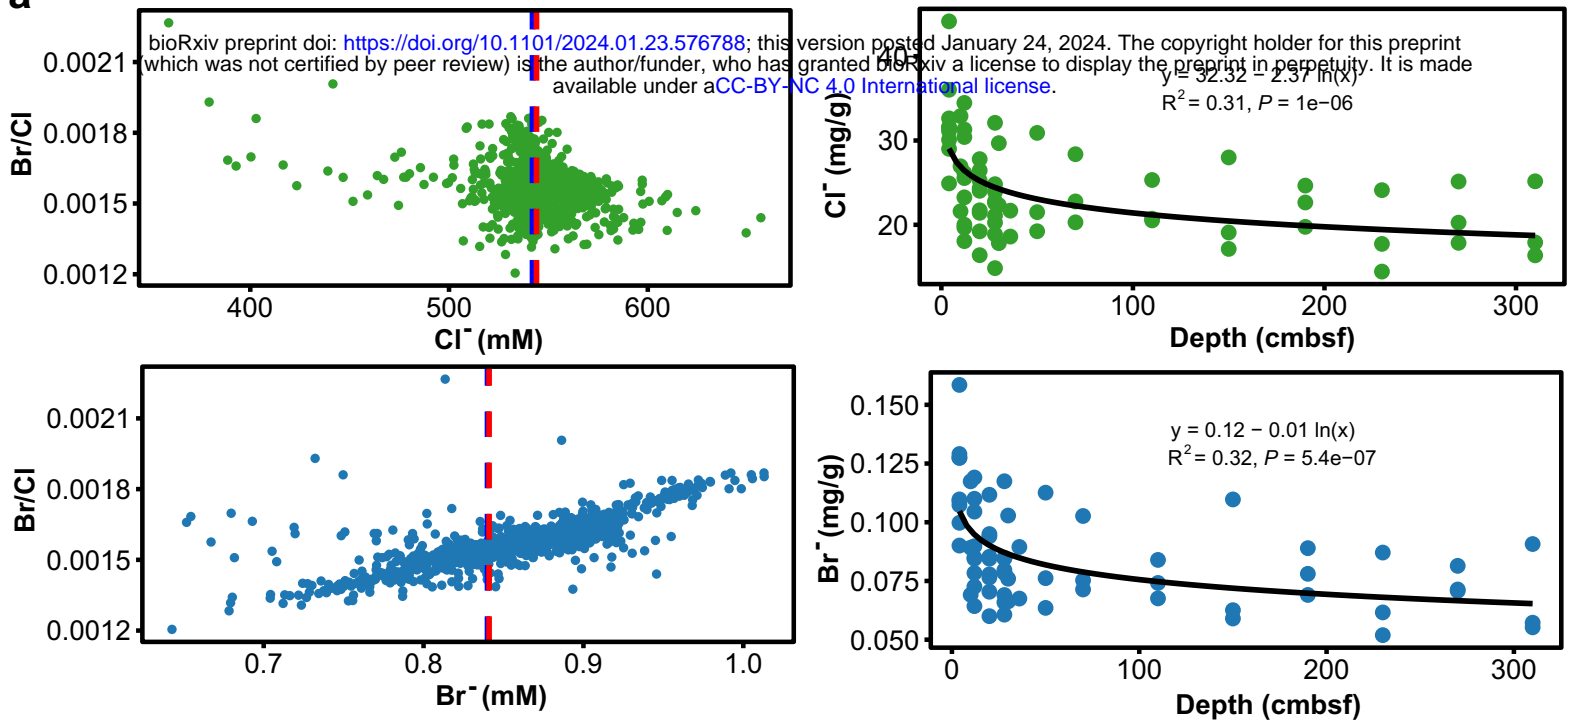 a
bioRxiv preprint doi: https://doi.org/10.1101/2024.01.23.576788; this version posted January 24, 2024. The copyright holder for this preprint
(which was not certified by peer review) is the author/funder, who has granted bioRxiv a license to display the preprint in perpetuity. It is made
available under aCC-BY-NC 4.0 International license.
0.0021
0.0018
0.0015
0.0012
Br/Cl
400
500
600
Cl⁻ (mM)
40
30
20
Cl⁻ (mg/g)
y = 32.32 − 2.37 ln(x)
R² = 0.31, P = 1e−06
0
100
200
300
Depth (cmbsf)
0.0021
0.0018
0.0015
0.0012
Br/Cl
0.7
0.8
0.9
1.0
Br⁻ (mM)
0.150
0.125
0.100
0.075
0.050
Br⁻ (mg/g)
y = 0.12 − 0.01 ln(x)
R² = 0.32, P = 5.4e−07
0
100
200
300
Depth (cmbsf)